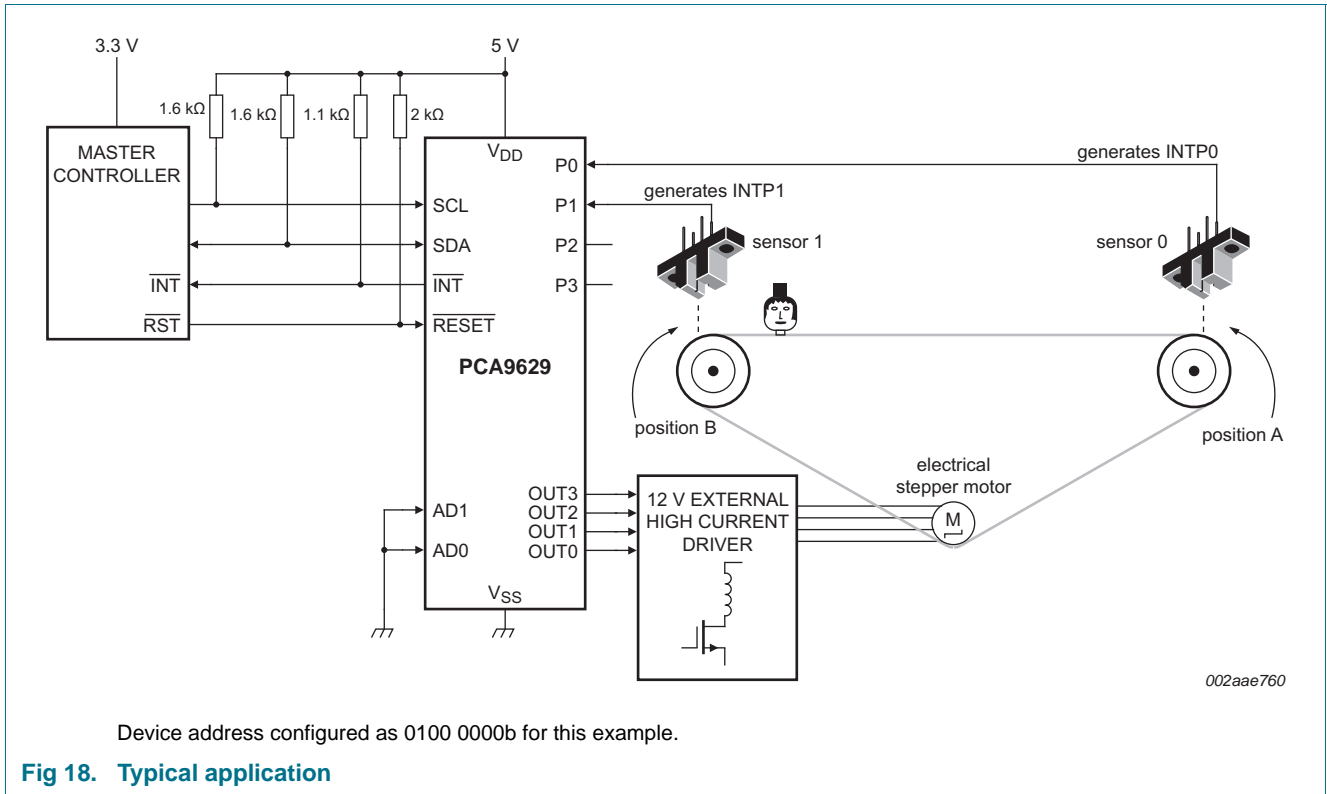 3.3 V
5 V
1.6 kΩ
1.6 kΩ
1.1 kΩ
2 kΩ
MASTER
CONTROLLER
INT
RST
VDD
SCL
SDA
INT
RESET
PCA9629
P0
P1
P2
P3
AD1
AD0
OUT3
OUT2
OUT1
OUT0
VSS
generates INTP0
generates INTP1
sensor 1
sensor 0
position B
position A
electrical
stepper motor
M
12 V EXTERNAL
HIGH CURRENT
DRIVER
002aae760
Device address configured as 0100 0000b for this example.
Fig 18. Typical application